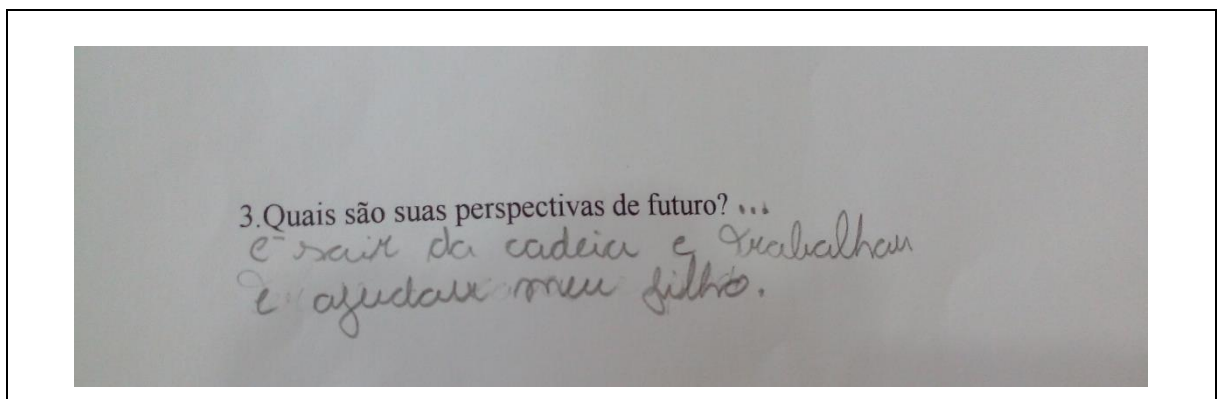 3.Quais são suas perspectivas de futuro? ...
é sair da cadeia e trabalhar
e ajudar meu filho.